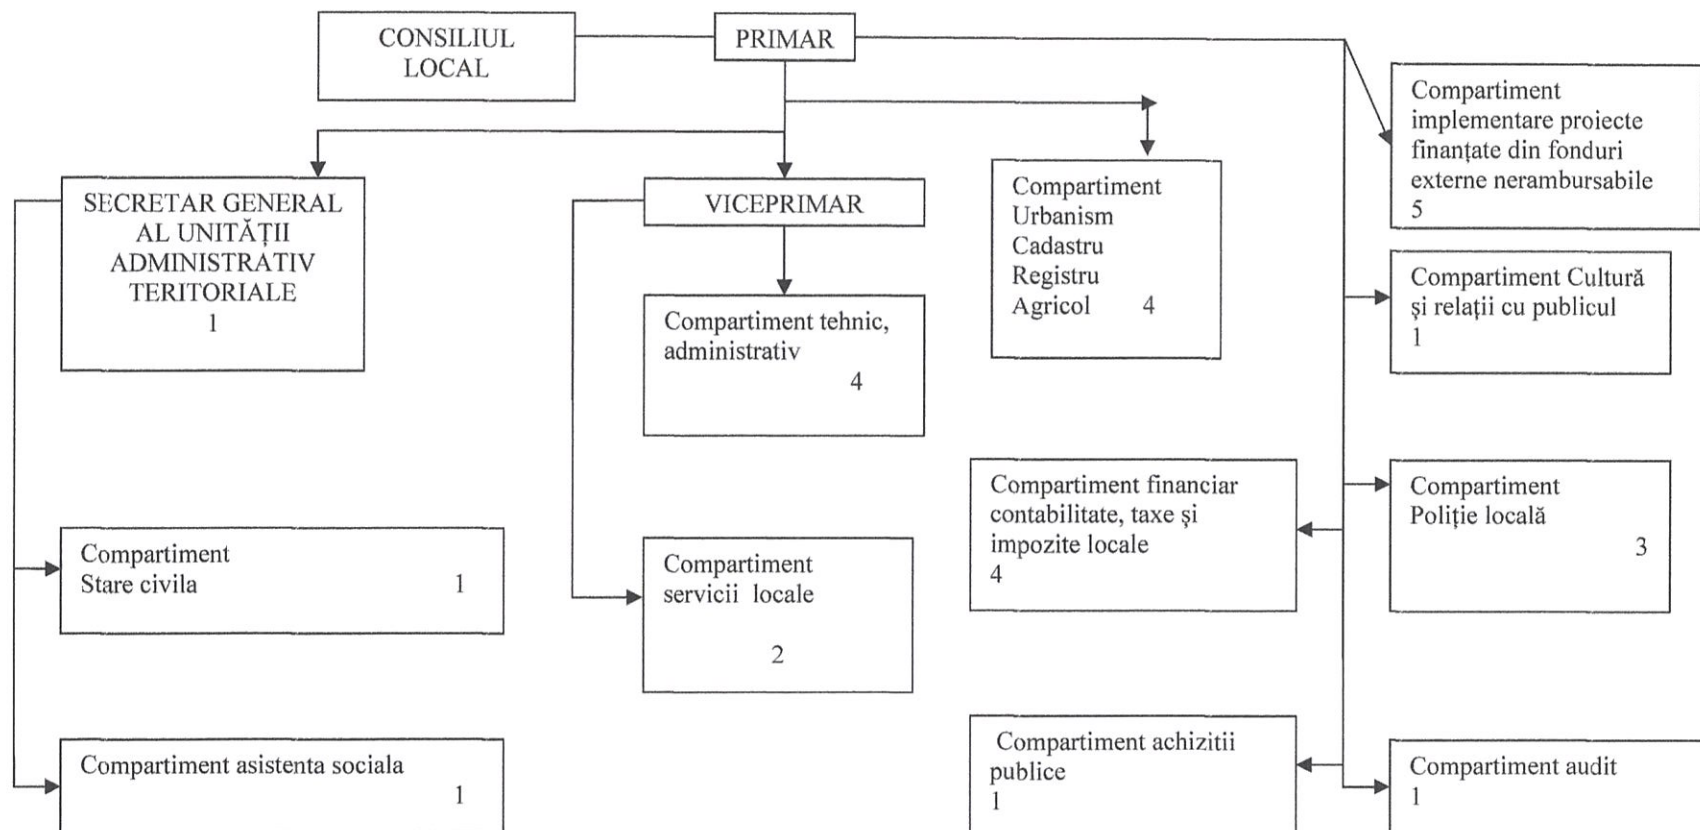 CONSILIUL
LOCAL
PRIMAR
Compartiment
implementare proiecte
finanțate din fonduri
externe nerambursabile
5
SECRETAR GENERAL
AL UNITĂȚII
ADMINISTRATIV
TERITORIALE
1
VICEPRIMAR
Compartiment
Urbanism
Cadastru
Registru
Agricol 4
Compartiment Cultură
și relații cu publicul
1
Compartiment tehnic,
administrativ
4
Compartiment financiar
contabilitate, taxe și
impozite locale
4
Compartiment
Poliție locală
3
Compartiment
Stare civila 1
Compartiment
servicii locale
2
Compartiment asistenta sociala
1
Compartiment achizitii
publice
1
Compartiment audit
1